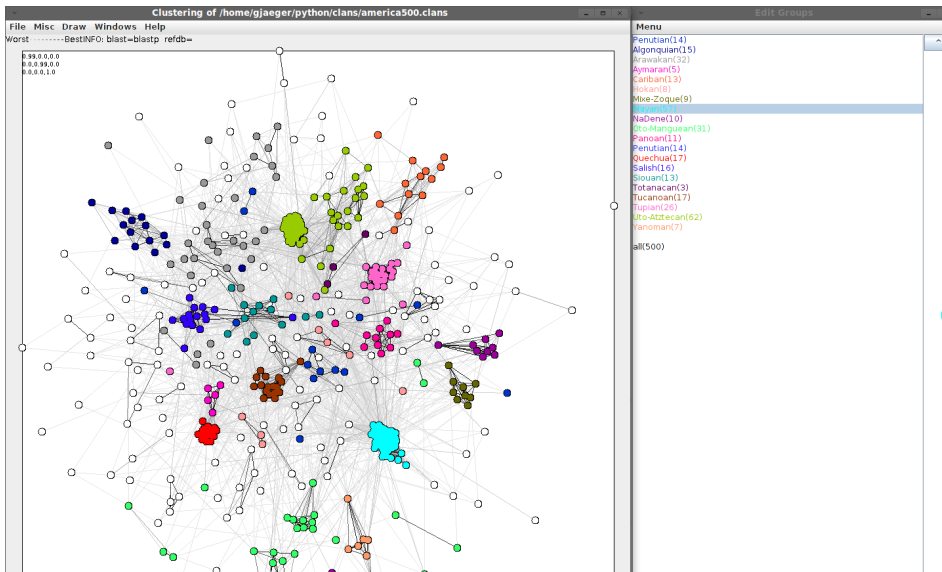 Clustering of /home/gjaeger/python/clans/america500.clans
File Misc Draw Windows Help
Worst ---------BestINFO: blast=blastp refdb=
0.99,0.0,0.0
0.0,0.99,0.0
0.0,0.0,1.0
Edit Groups
Menu
Penutian(14)
Algonquian(15)
Arawakan(32)
Aymaran(5)
Cariban(13)
Hokan(8)
Mixe-Zoque(9)
NaDene(10)
Oto-Manguean(31)
Panoan(11)
Penutian(14)
Quechua(17)
Salish(16)
Siouan(13)
Totanacan(3)
Tucanoan(17)
Tupian(26)
Uto-Atztecan(62)
Yanoman(7)
all(500)